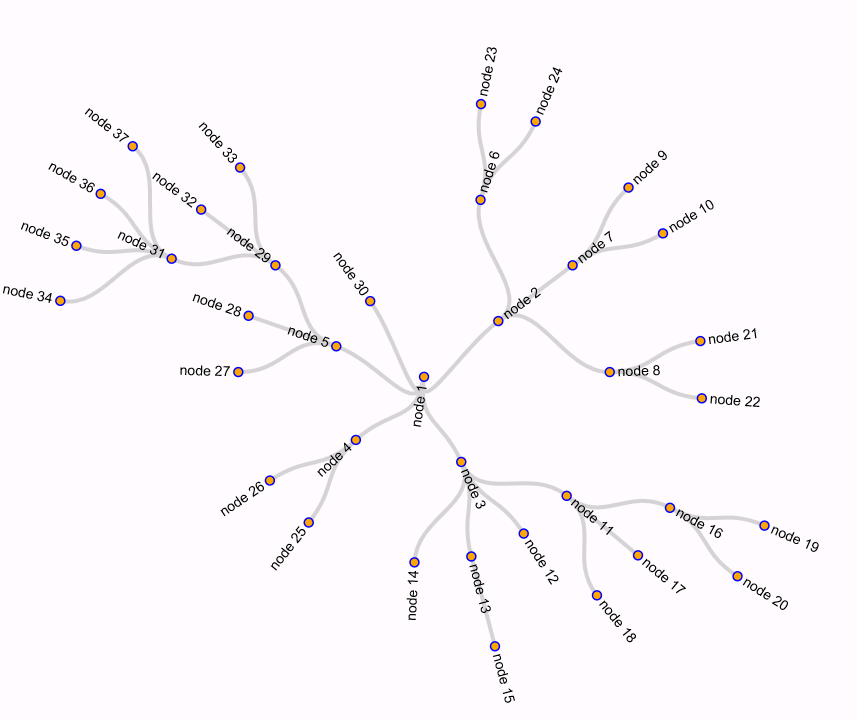 node 23
node 24
node 37
node 33
node 9
node 6
node 36
node 32
node 10
node 35
node 31
node 29
node 7
node 30
node 34
node 28
node 2
node 5
node 21
node 27
node 8
node 1
node 22
node 4
node 3
node 26
node 11
node 16
node 19
node 25
node 12
node 14
node 13
node 17
node 20
node 18
node 15